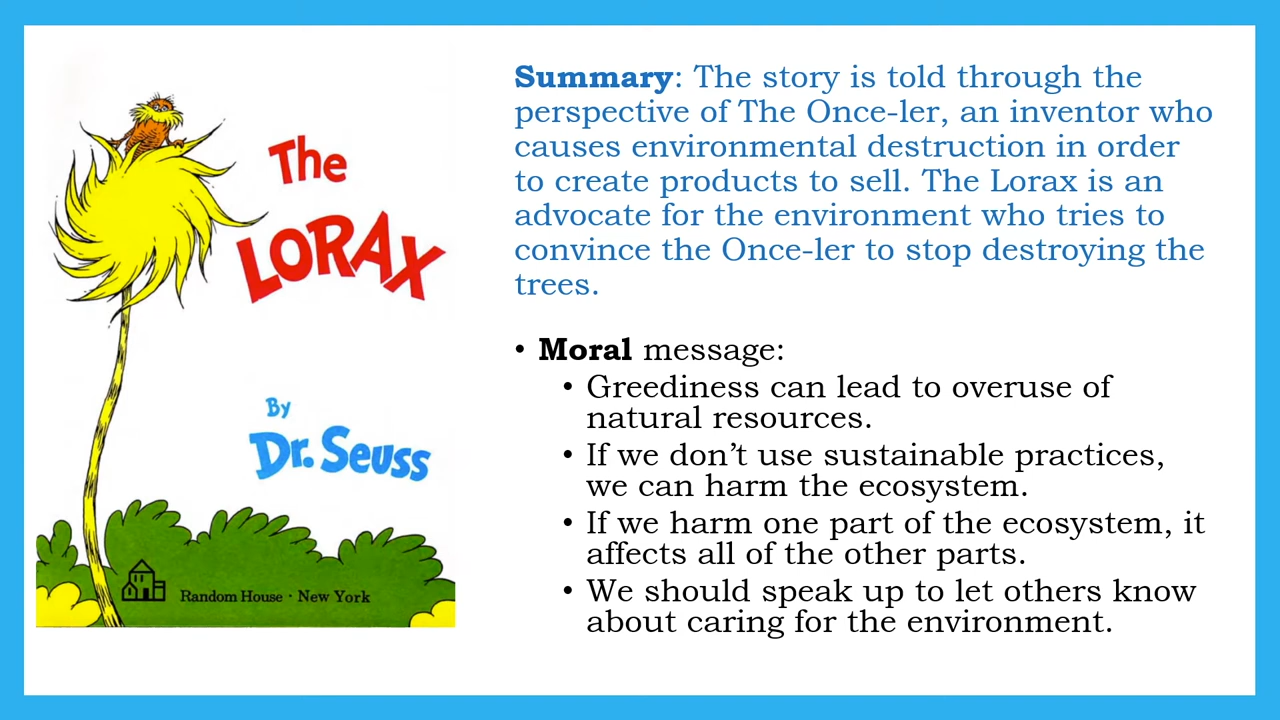 The
LORAX
By
Dr. Seuss
Random House · New York
Summary: The story is told through the
perspective of The Once-ler, an inventor who
causes environmental destruction in order
to create products to sell. The Lorax is an
advocate for the environment who tries to
convince the Once-ler to stop destroying the
trees.
• Moral message:
• Greediness can lead to overuse of
natural resources.
• If we don’t use sustainable practices,
we can harm the ecosystem.
• If we harm one part of the ecosystem, it
affects all of the other parts.
• We should speak up to let others know
about caring for the environment.